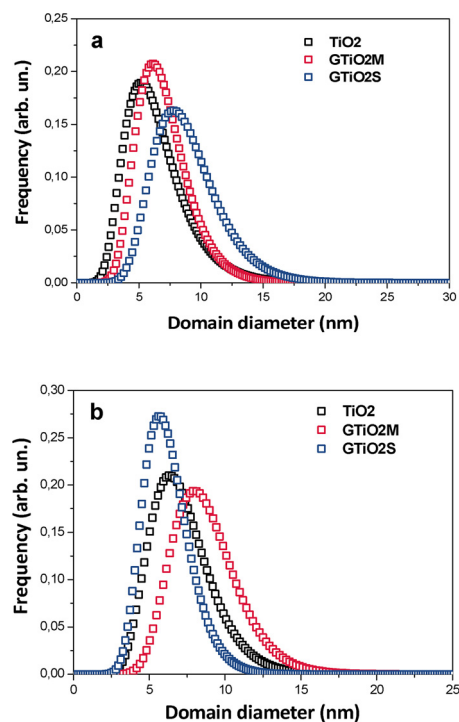 a
TiO2
GTiO2M
GTiO2S
Frequency (arb. un.)
0,25
0,20
0,15
0,10
0,05
0,00
0 5 10 15 20 25 30
Domain diameter (nm)
b
TiO2
GTiO2M
GTiO2S
Frequency (arb. un.)
0,30
0,25
0,20
0,15
0,10
0,05
0,00
0 5 10 15 20 25
Domain diameter (nm)